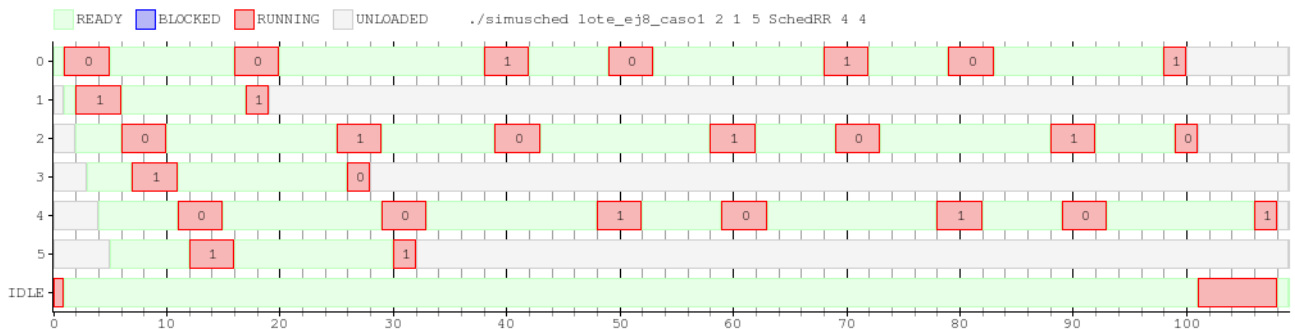 READY BLOCKED RUNNING UNLOADED ./simusched lote_ej8_caso1 2 1 5 SchedRR 4 4
0 0 0 1 0 1 0 1
1 1 1
2 0 1 0 1 0 1 0
3 1 0
4 0 0 1 0 1 0 1
5 1 1
IDLE
0 10 20 30 40 50 60 70 80 90 100